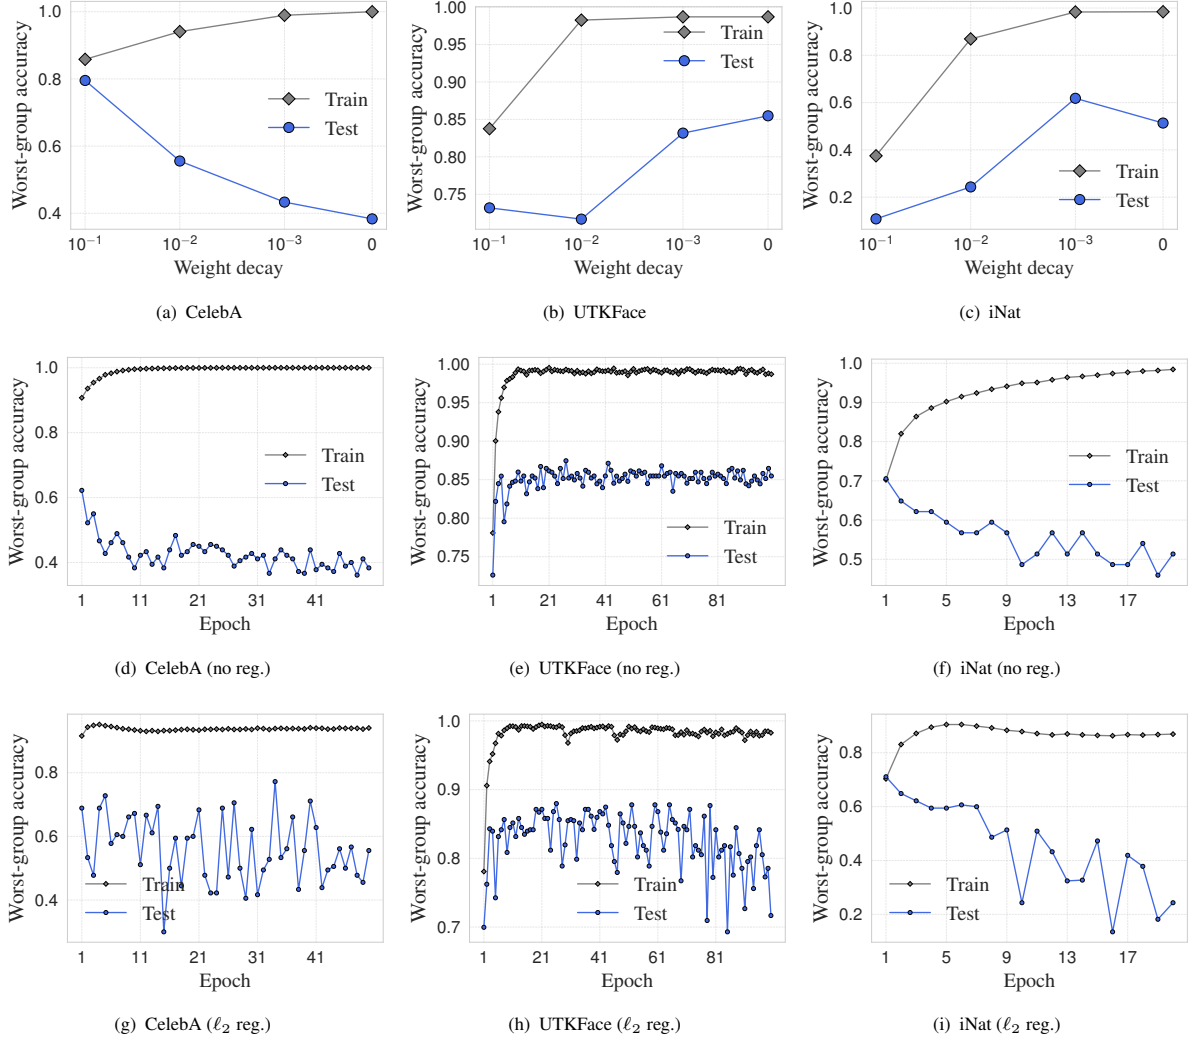 1.0
0.8
0.6
0.4
Worst-group accuracy
Train
Test
10−1
10−2
10−3
0
Weight decay
(a) CelebA
1.00
0.95
0.90
0.85
0.80
0.75
Worst-group accuracy
Train
Test
10−1
10−2
10−3
0
Weight decay
(b) UTKFace
1.0
0.8
0.6
0.4
0.2
Worst-group accuracy
Train
Test
10−1
10−2
10−3
0
Weight decay
(c) iNat
1.0
0.8
0.6
0.4
Worst-group accuracy
Train
Test
1 11 21 31 41
Epoch
(d) CelebA (no reg.)
1.00
0.95
0.90
0.85
0.80
0.75
Worst-group accuracy
Train
Test
1 21 41 61 81
Epoch
(e) UTKFace (no reg.)
1.0
0.9
0.8
0.7
0.6
0.5
Worst-group accuracy
Train
Test
1 5 9 13 17
Epoch
(f) iNat (no reg.)
0.8
0.6
0.4
Worst-group accuracy
Train
Test
1 11 21 31 41
Epoch
(g) CelebA (ℓ2 reg.)
1.0
0.9
0.8
0.7
Worst-group accuracy
Train
Test
1 21 41 61 81
Epoch
(h) UTKFace (ℓ2 reg.)
0.8
0.6
0.4
0.2
Worst-group accuracy
Train
Test
1 5 9 13 17
Epoch
(i) iNat (ℓ2 reg.)